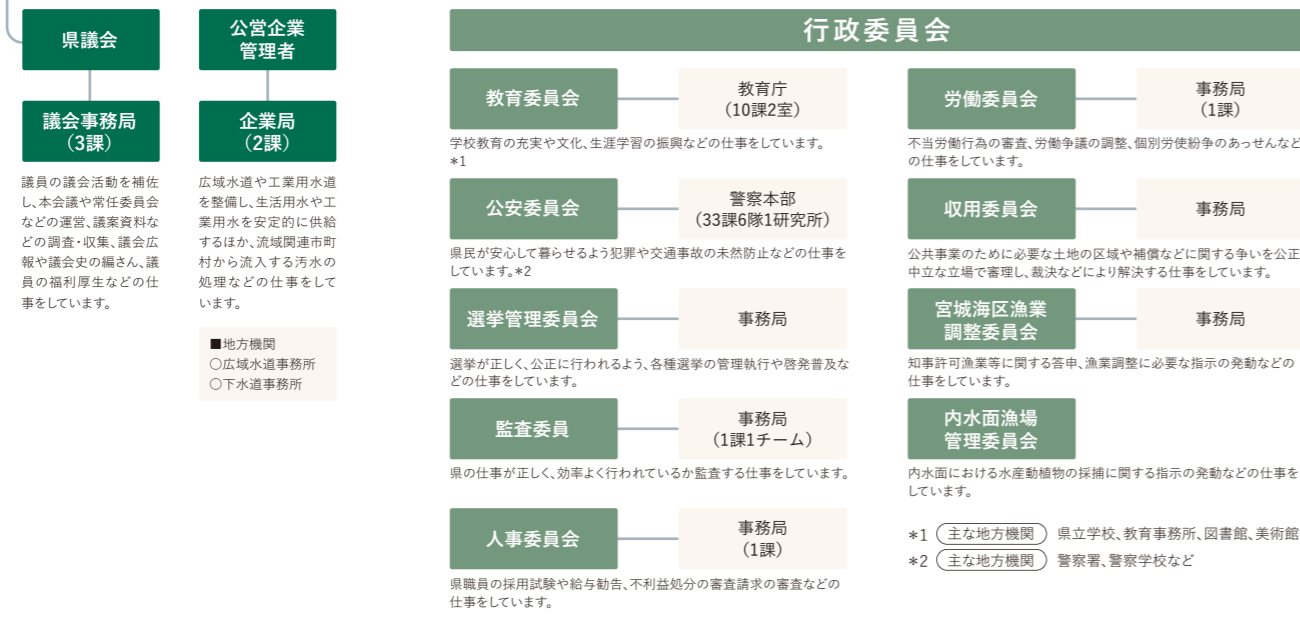 県議会
議会事務局
（3課）
議員の議会活動を補佐
し、本会議や常任委員会
などの運営、議案資料な
どの調査・収集、議会広
報や議会史の編さん、議
員の福利厚生などの仕
事をしています。
公営企業
管理者
企業局
（2課）
広域水道や工業用水道
を整備し、生活用水や工
業用水を安定的に供給
するほか、流域関連市町
村から流入する汚水の
処理などの仕事をして
います。
■地方機関
○広域水道事務所
○下水道事務所
行政委員会
教育委員会
教育庁
（10課2室）
学校教育の充実や文化、生涯学習の振興などの仕事をしています。
*1
公安委員会
警察本部
（33課6隊1研究所）
県民が安心して暮らせるよう犯罪や交通事故の未然防止などの仕事を
しています。*2
選挙管理委員会
事務局
選挙が正しく、公正に行われるよう、各種選挙の管理執行や啓発普及な
どの仕事をしています。
監査委員
事務局
（1課1チーム）
県の仕事が正しく、効率よく行われているか監査する仕事をしています。
人事委員会
事務局
（1課）
県職員の採用試験や給与勧告、不利益処分の審査請求の審査などの
仕事をしています。
労働委員会
事務局
（1課）
不当労働行為の審査、労働争議の調整、個別労使紛争のあっせんなど
の仕事をしています。
収用委員会
事務局
公共事業のために必要な土地の区域や補償などに関する争いを公正
中立な立場で審理し、裁決などにより解決する仕事をしています。
宮城海区漁業
調整委員会
事務局
知事許可漁業等に関する答申、漁業調整に必要な指示の発動などの
仕事をしています。
内水面漁場
管理委員会
内水面における水産動植物の採捕に関する指示の発動などの仕事を
しています。
*1 主な地方機関 県立学校、教育事務所、図書館、美術館
*2 主な地方機関 警察署、警察学校など